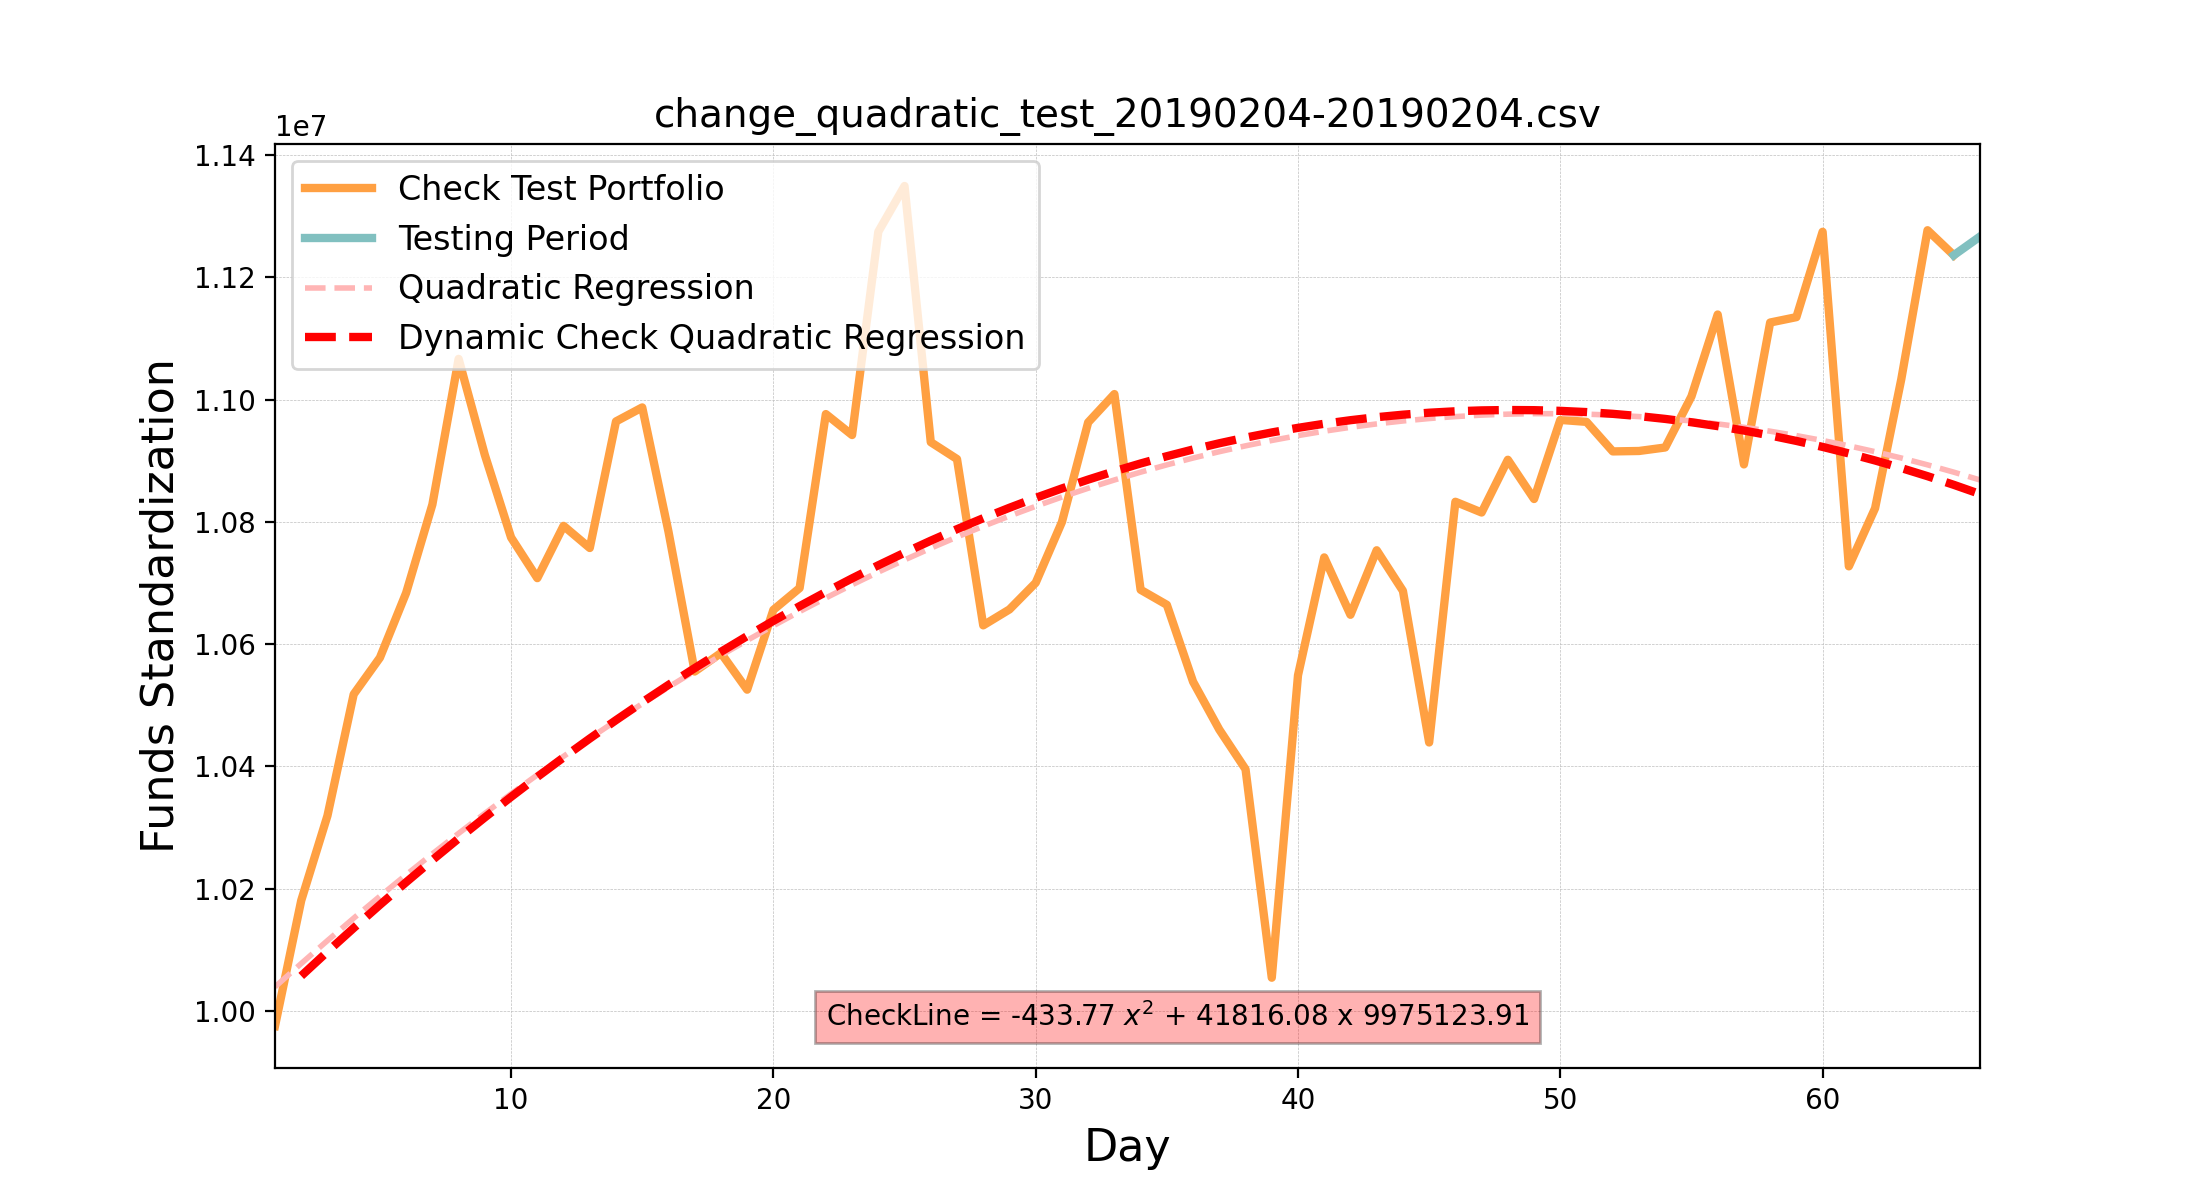 change_quadratic_test_20190204-20190204.csv
1e7
1.14
1.12
1.10
1.08
1.06
1.04
1.02
1.00
Funds Standardization
Check Test Portfolio
Testing Period
Quadratic Regression
Dynamic Check Quadratic Regression
CheckLine = -433.77 x² + 41816.08 x 9975123.91
10 20 30 40 50 60
Day